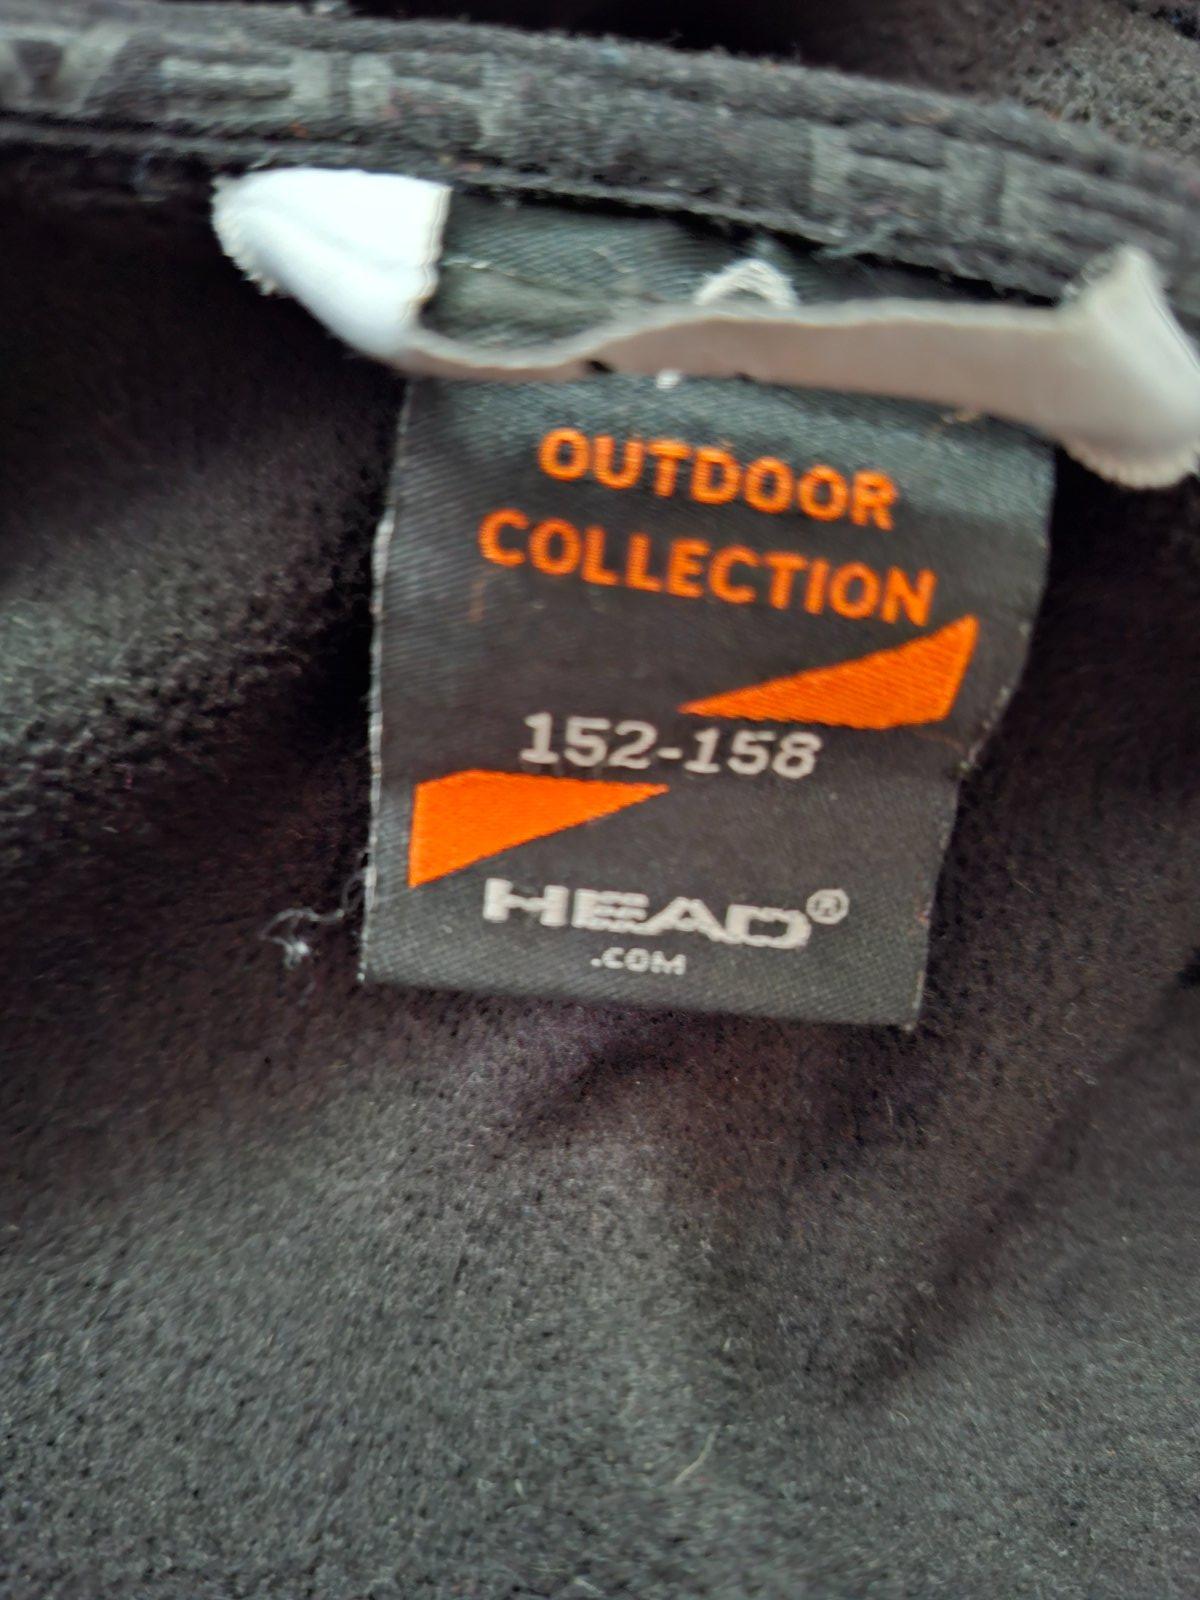 OUTDOOR
COLLECTION
152-158
HEAD®
.COM